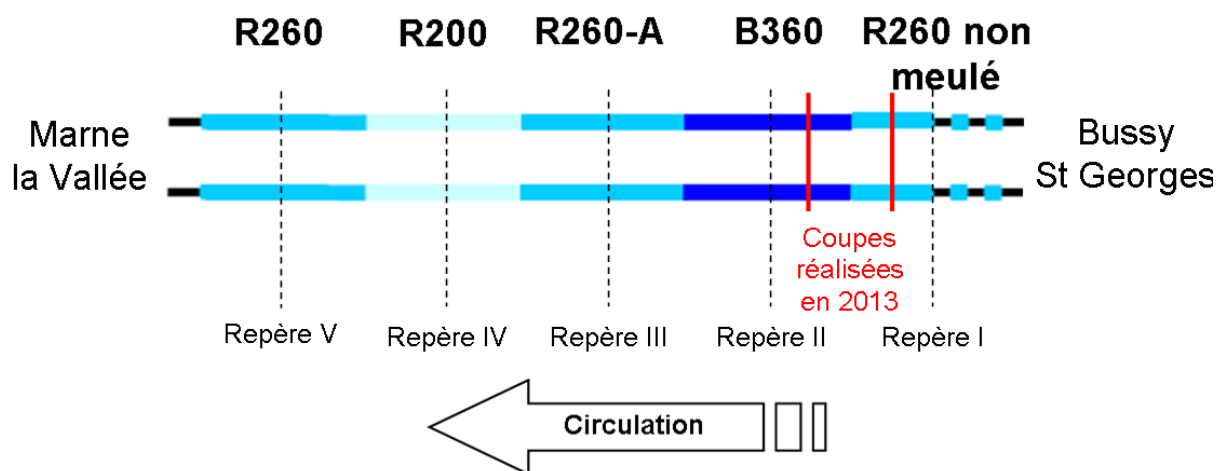 R260
R200
R260-A
B360
R260 non
meulé
Marne
la Vallée
Bussy
St Georges
Coupes
réalisées
en 2013
Repère V
Repère IV
Repère III
Repère II
Repère I
Circulation